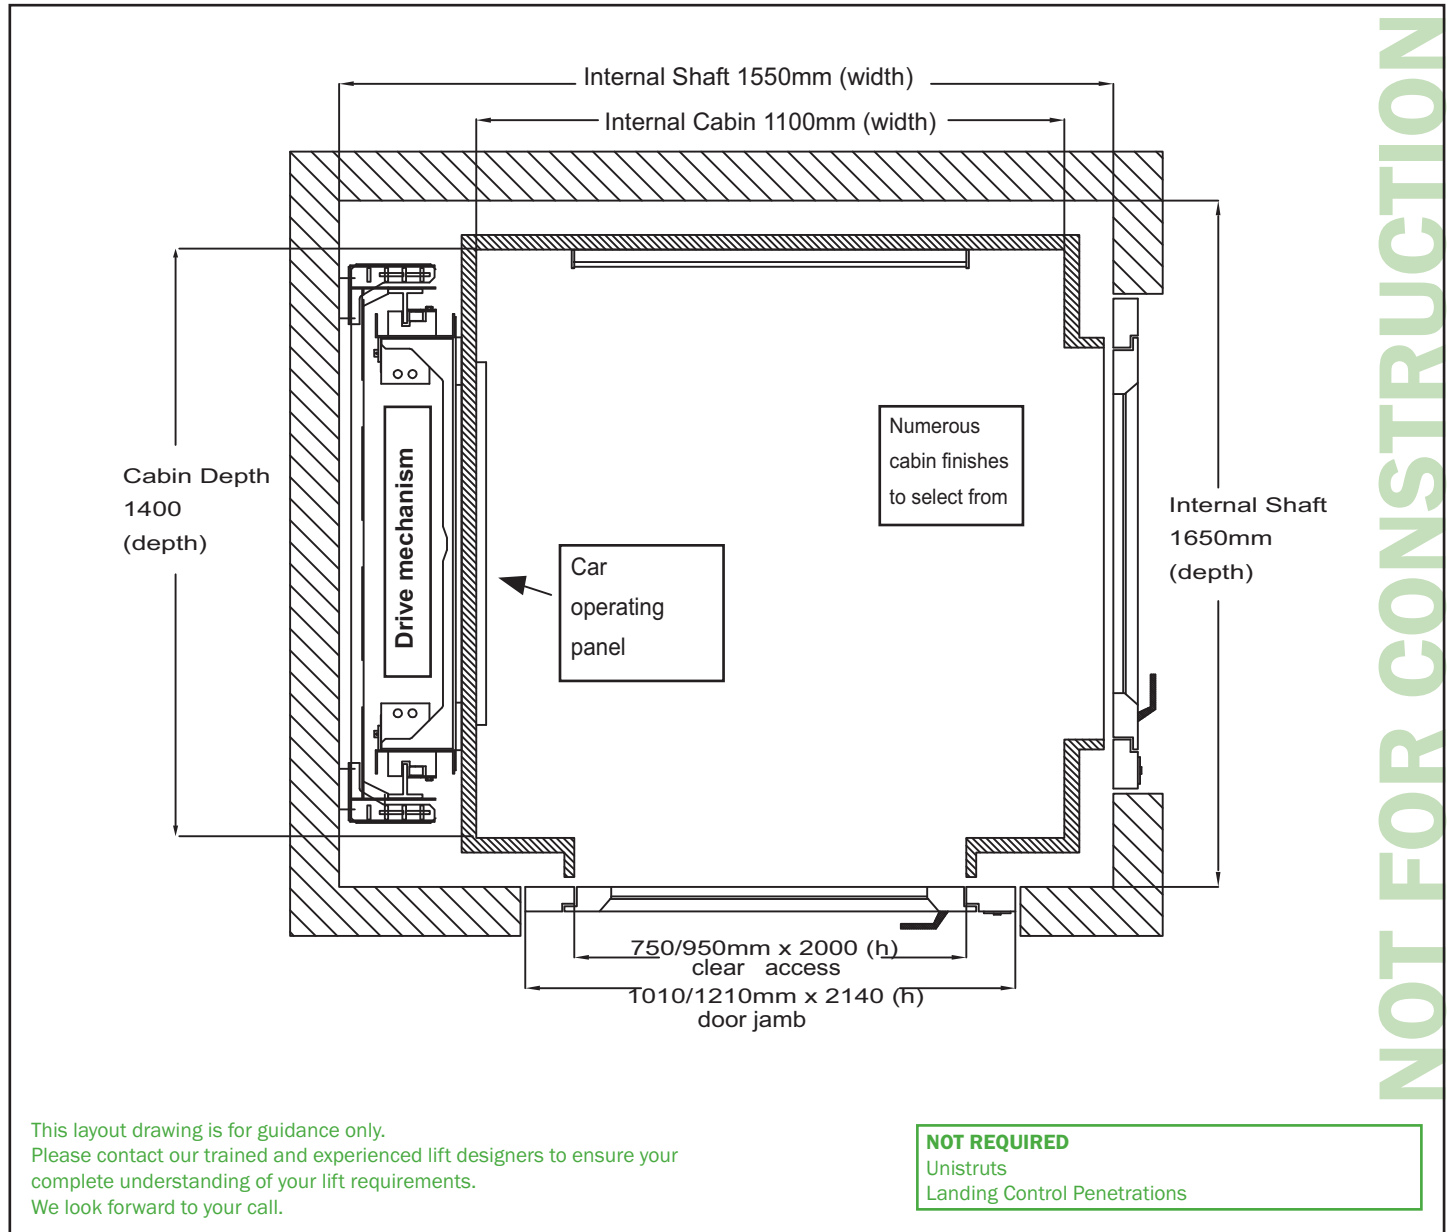 Internal Shaft 1550mm (width)
Internal Cabin 1100mm (width)
Cabin Depth
1400
(depth)
Drive mechanism
Car
operating
panel
Numerous
cabin finishes
to select from
Internal Shaft
1650mm
(depth)
750/950mm x 2000 (h)
clear access
1010/1210mm x 2140 (h)
door jamb
NOT FOR CONSTRUCTION
This layout drawing is for guidance only.
Please contact our trained and experienced lift designers to ensure your
complete understanding of your lift requirements.
We look forward to your call.
NOT REQUIRED
Unistruts
Landing Control Penetrations